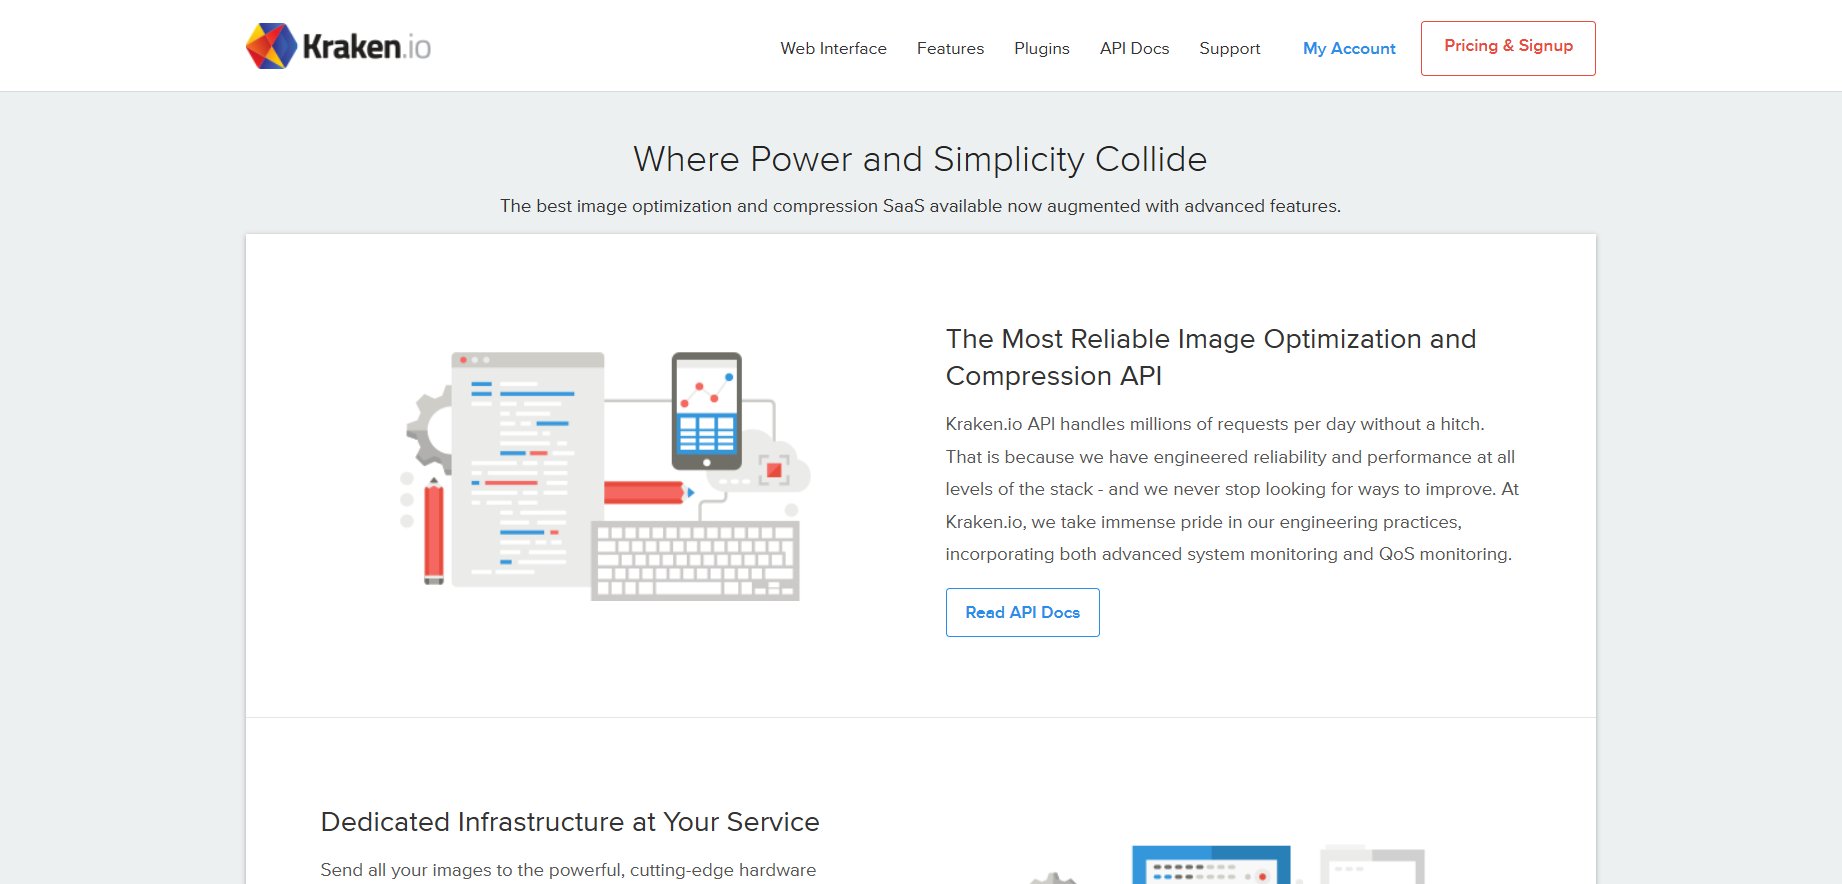 Kraken.io
Web Interface
Features
Plugins
API Docs
Support
My Account
Pricing & Signup
Where Power and Simplicity Collide
The best image optimization and compression SaaS available now augmented with advanced features.
The Most Reliable Image Optimization and
Compression API
Kraken.io API handles millions of requests per day without a hitch.
That is because we have engineered reliability and performance at all
levels of the stack - and we never stop looking for ways to improve. At
Kraken.io, we take immense pride in our engineering practices,
incorporating both advanced system monitoring and QoS monitoring.
Read API Docs
Dedicated Infrastructure at Your Service
Send all your images to the powerful, cutting-edge hardware